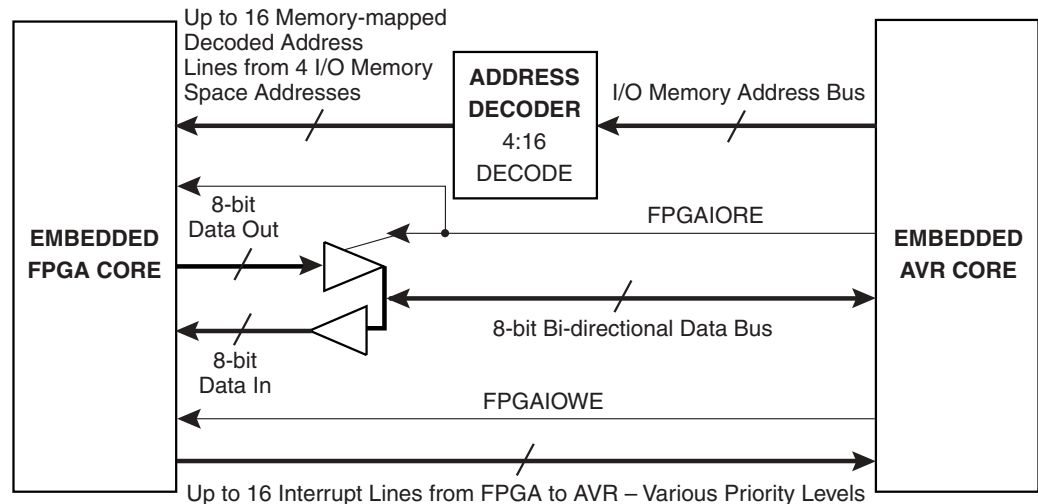 Up to 16 Memory-mapped
Decoded Address
Lines from 4 I/O Memory
Space Addresses
ADDRESS
DECODER
4:16
DECODE
I/O Memory Address Bus
8-bit
Data Out
FPGAIORE
EMBEDDED
FPGA CORE
EMBEDDED
AVR CORE
8-bit Bi-directional Data Bus
8-bit
Data In
FPGAIOWE
Up to 16 Interrupt Lines from FPGA to AVR – Various Priority Levels